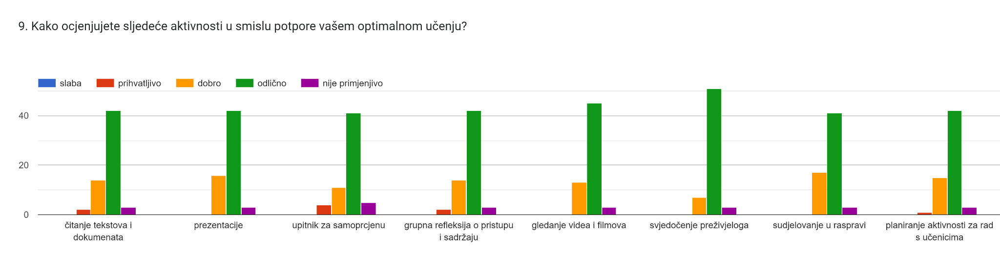 9. Kako ocjenjujete sljedeće aktivnosti u smislu potpore vašem optimalnom učenju?
slaba prihvatljivo dobro odlično nije primjenjivo
40
20
0
čitanje tekstova i
dokumenata
prezentacije
upitnik za samoprcjenu
grupna refleksija o pristupu
i sadržaju
gledanje videa i filmova
svjedočenje preživjeloga
sudjelovanje u raspravi
planiranje aktivnosti za rad
s učenicima